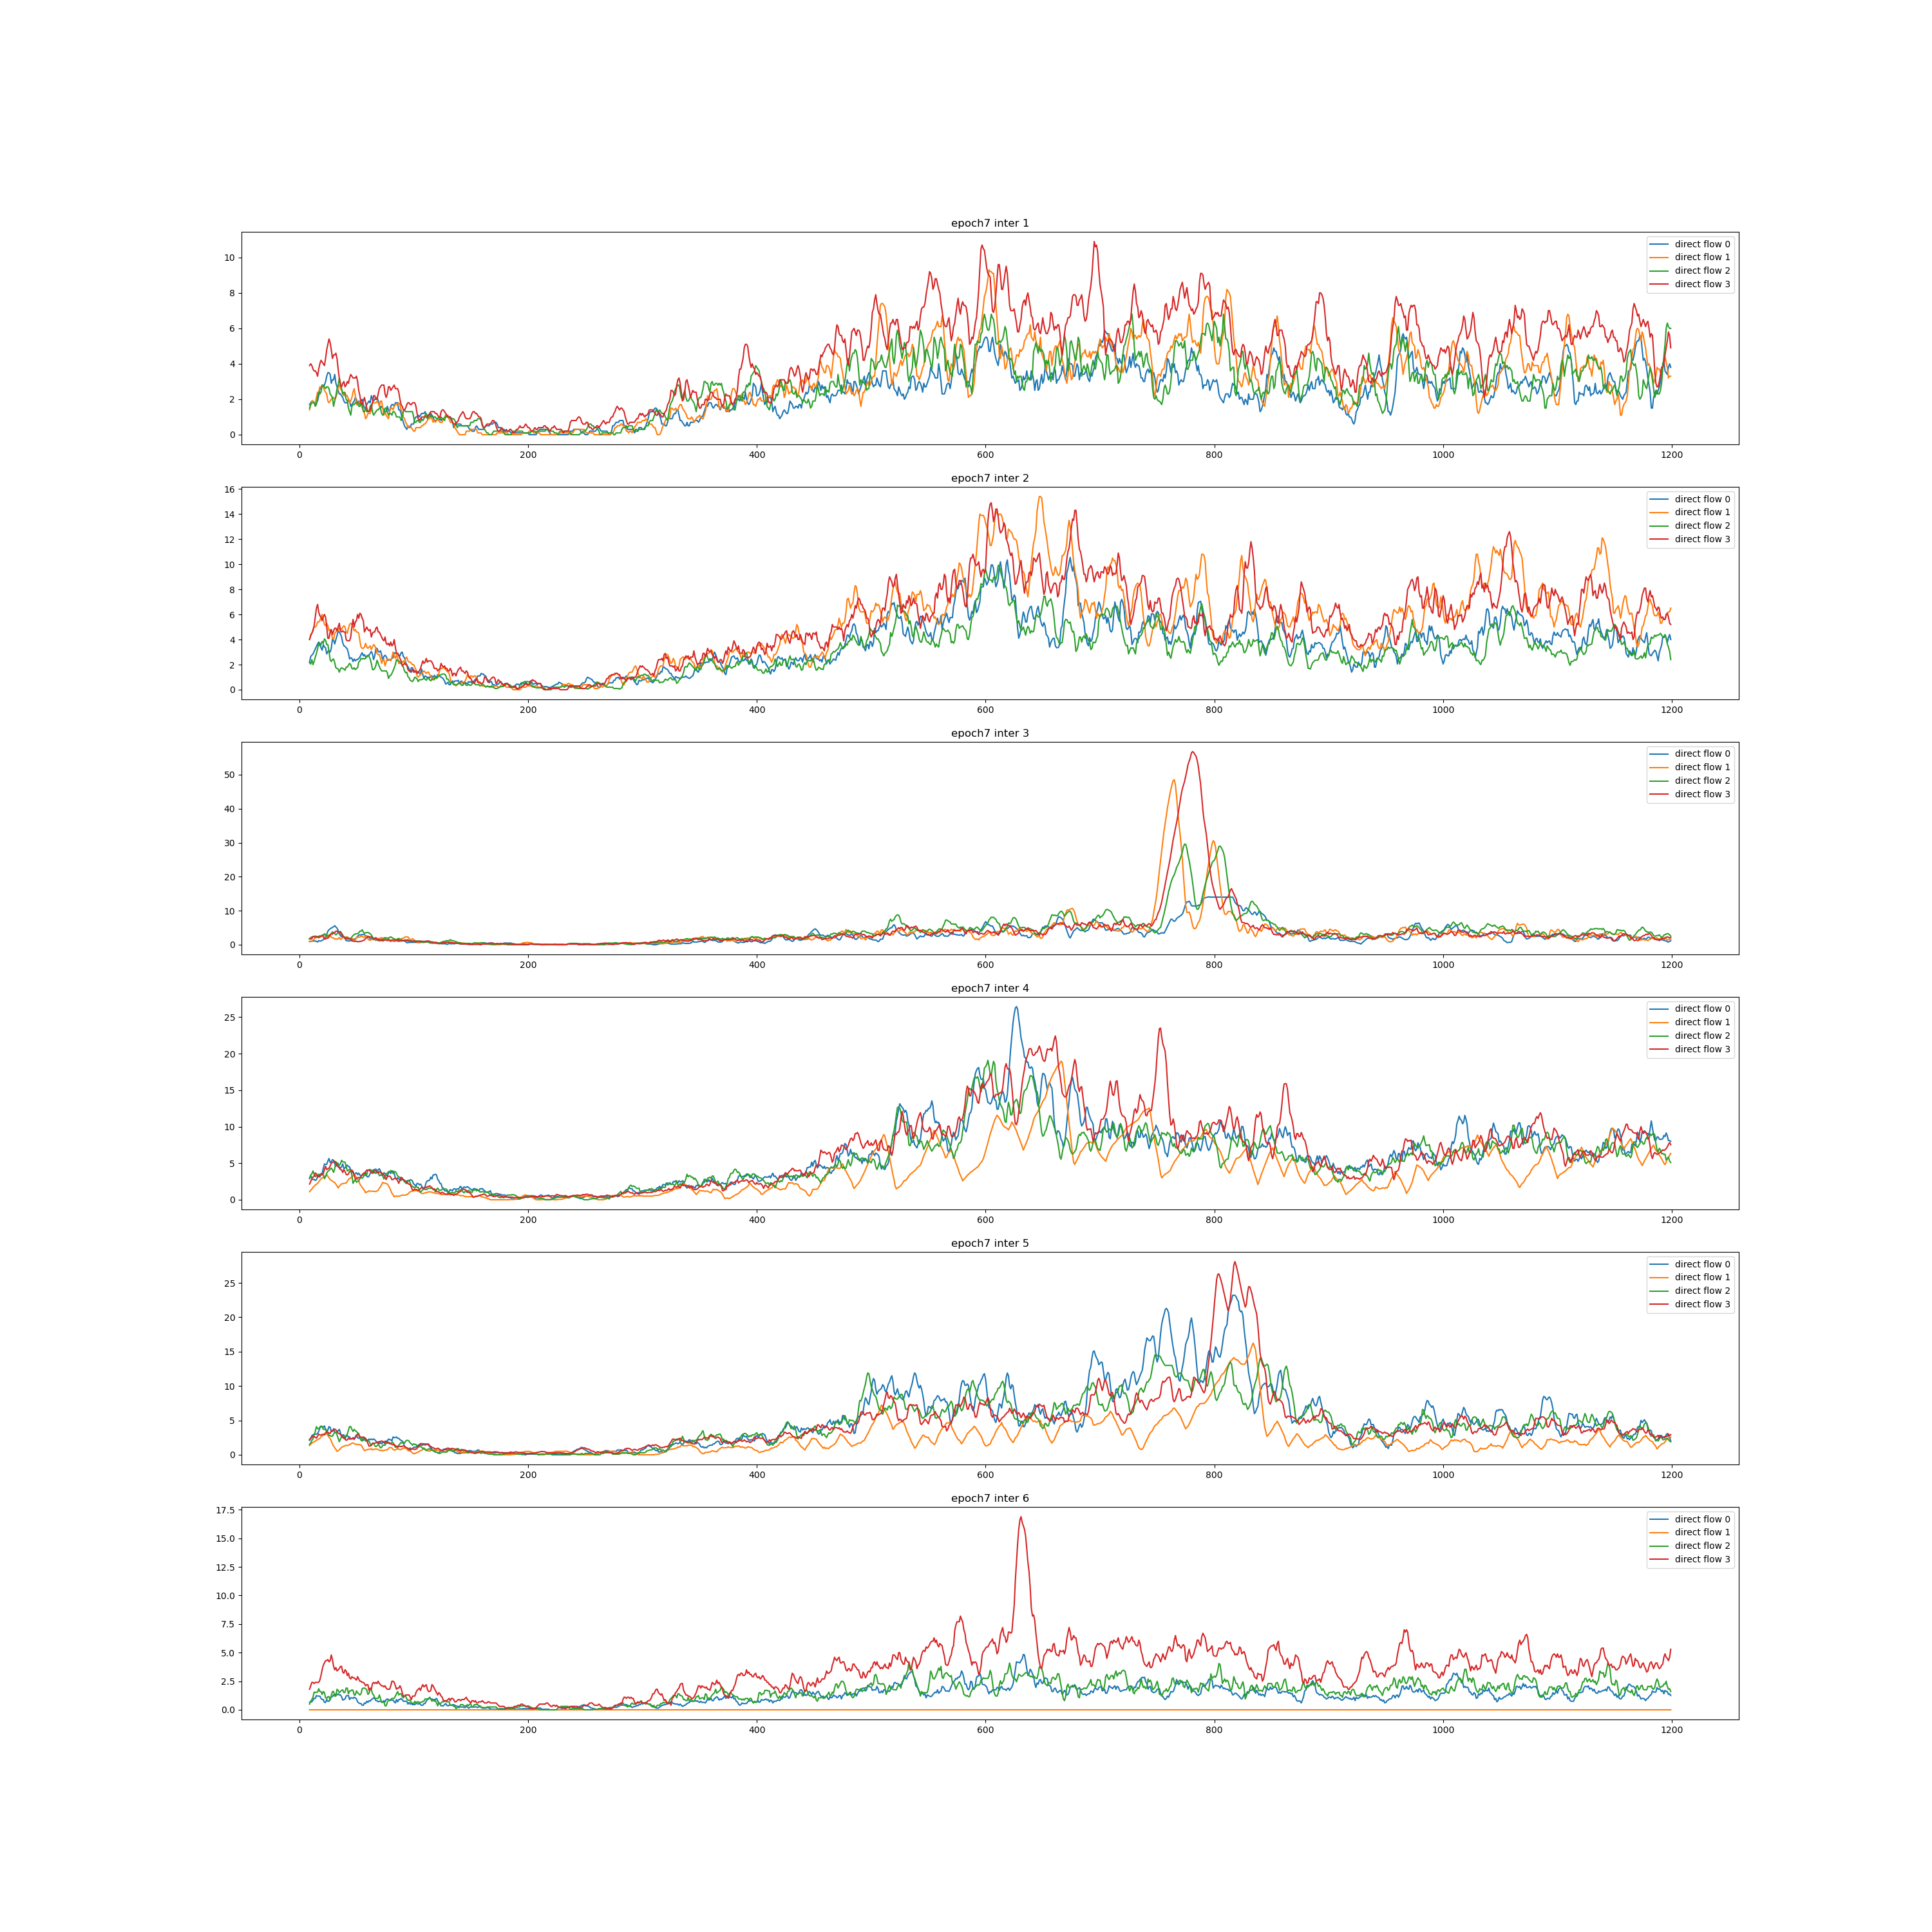 epoch7 inter 1
direct flow 0
direct flow 1
direct flow 2
direct flow 3
10
8
6
4
2
0
0 200 400 600 800 1000 1200
epoch7 inter 2
direct flow 0
direct flow 1
direct flow 2
direct flow 3
16
14
12
10
8
6
4
2
0
0 200 400 600 800 1000 1200
epoch7 inter 3
direct flow 0
direct flow 1
direct flow 2
direct flow 3
50
40
30
20
10
0
0 200 400 600 800 1000 1200
epoch7 inter 4
direct flow 0
direct flow 1
direct flow 2
direct flow 3
25
20
15
10
5
0
0 200 400 600 800 1000 1200
epoch7 inter 5
direct flow 0
direct flow 1
direct flow 2
direct flow 3
25
20
15
10
5
0
0 200 400 600 800 1000 1200
epoch7 inter 6
direct flow 0
direct flow 1
direct flow 2
direct flow 3
17.5
15.0
12.5
10.0
7.5
5.0
2.5
0.0
0 200 400 600 800 1000 1200